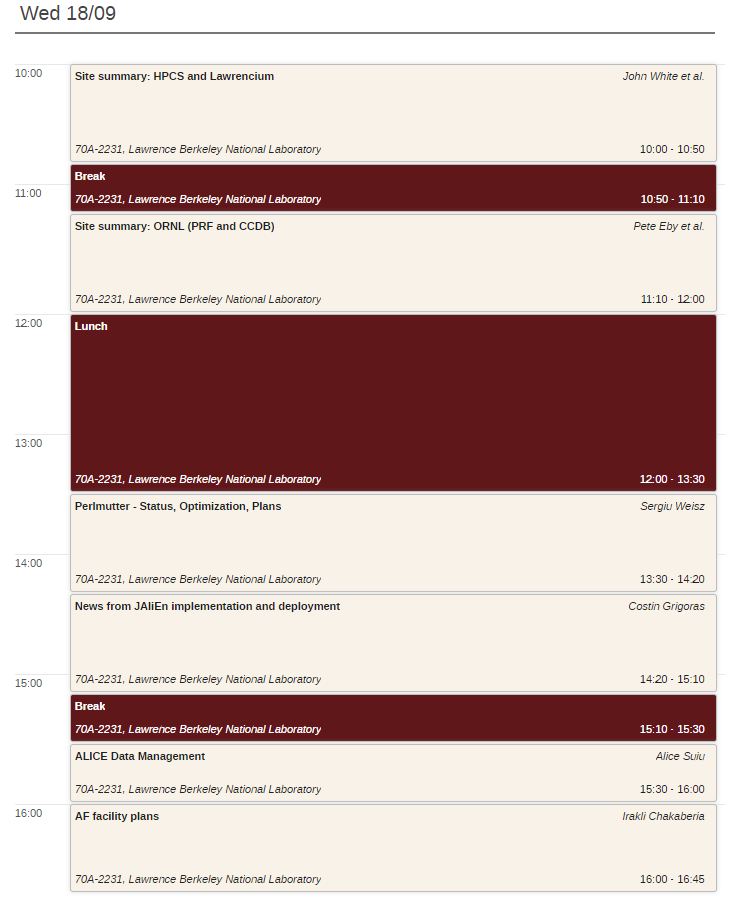 Wed 18/09
10:00
Site summary: HPCS and Lawrencium John White et al.
70A-2231, Lawrence Berkeley National Laboratory 10:00 - 10:50
Break
11:00
70A-2231, Lawrence Berkeley National Laboratory 10:50 - 11:10
Site summary: ORNL (PRF and CCDB) Pete Eby et al.
70A-2231, Lawrence Berkeley National Laboratory 11:10 - 12:00
12:00
Lunch
13:00
70A-2231, Lawrence Berkeley National Laboratory 12:00 - 13:30
Perlmutter - Status, Optimization, Plans Sergiu Weisz
14:00
70A-2231, Lawrence Berkeley National Laboratory 13:30 - 14:20
News from JAliEn implementation and deployment Costin Grigoras
70A-2231, Lawrence Berkeley National Laboratory 14:20 - 15:10
15:00
Break
70A-2231, Lawrence Berkeley National Laboratory 15:10 - 15:30
ALICE Data Management Alice Suiu
70A-2231, Lawrence Berkeley National Laboratory 15:30 - 16:00
16:00
AF facility plans Irakli Chakaberia
70A-2231, Lawrence Berkeley National Laboratory 16:00 - 16:45